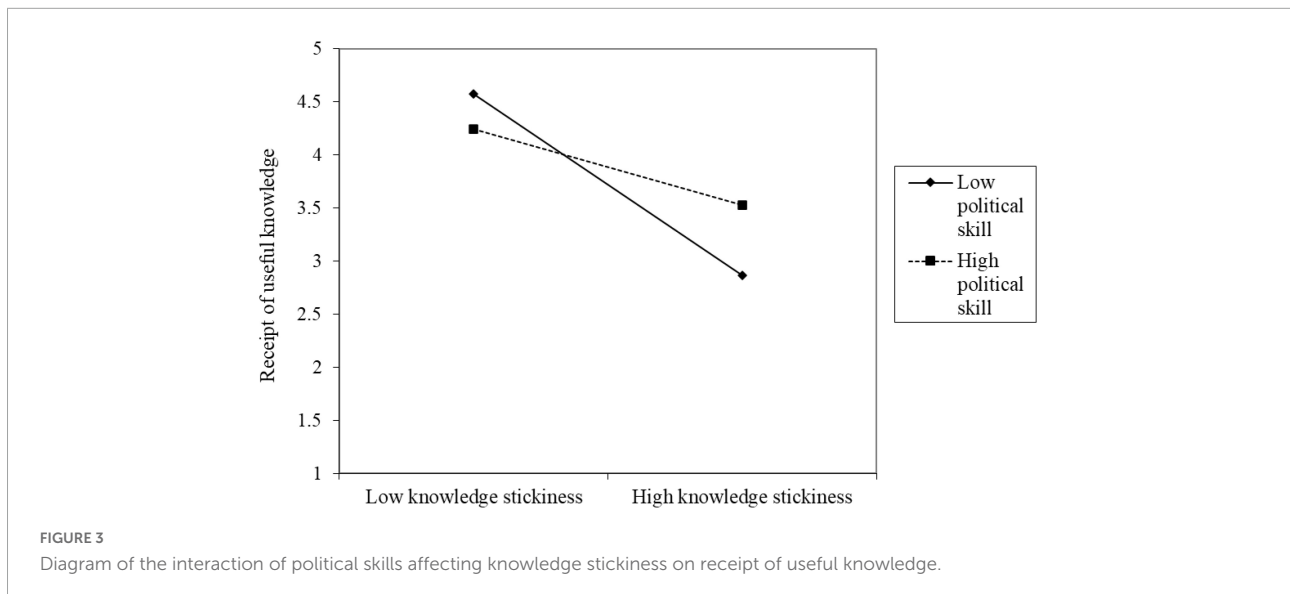 5
4.5
4
3.5
3
2.5
2
1.5
1
Receipt of useful knowledge
Low knowledge stickiness
High knowledge stickiness
Low
political
skill
High
political
skill
FIGURE 3
Diagram of the interaction of political skills affecting knowledge stickiness on receipt of useful knowledge.